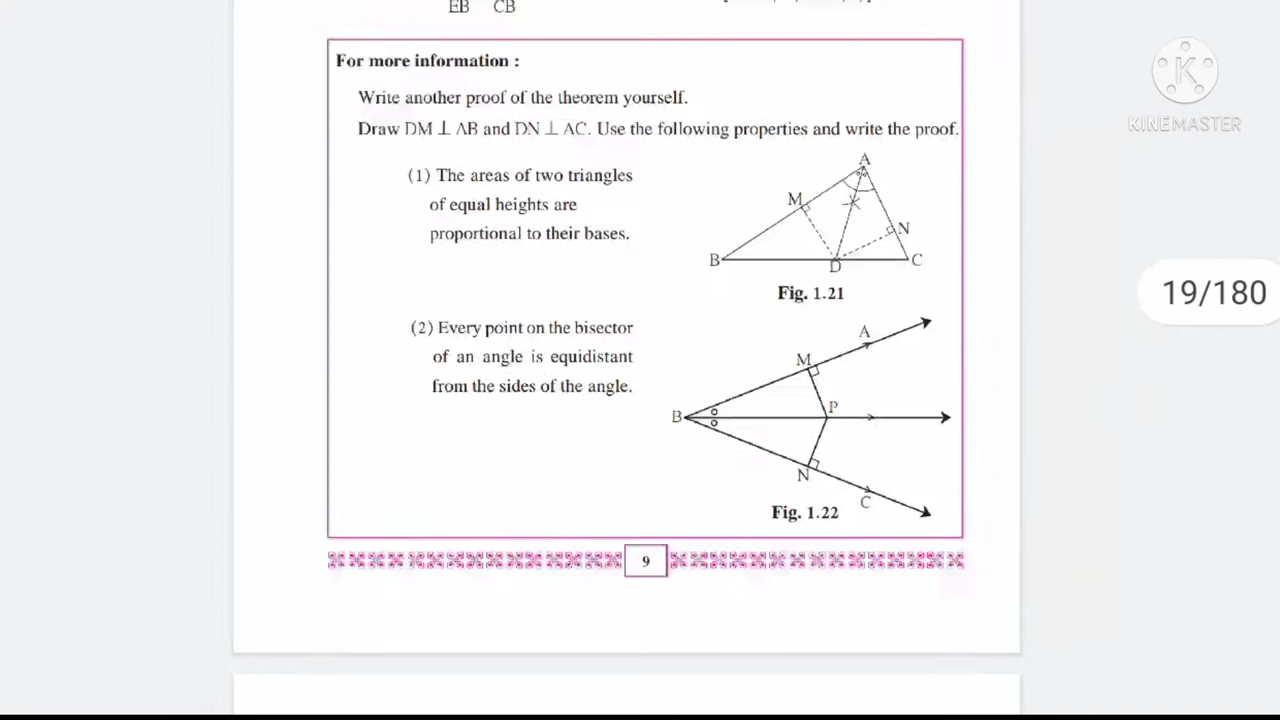 EB CB
For more information :
Write another proof of the theorem yourself.
Draw DM ⊥ AB and DN ⊥ AC. Use the following properties and write the proof.
(1) The areas of two triangles
of equal heights are
proportional to their bases.
A
M
N
B
D
C
Fig. 1.21
(2) Every point on the bisector
of an angle is equidistant
from the sides of the angle.
A
M
B
P
N
C
Fig. 1.22
9
KINEMASTER
19/180